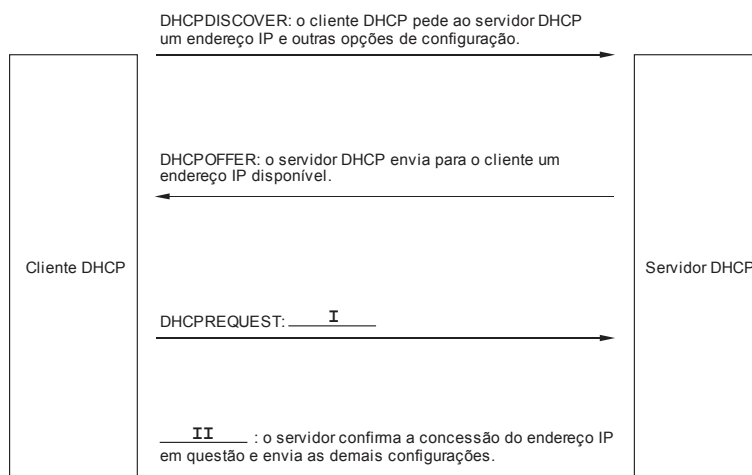 DHCPDISCOVER: o cliente DHCP pede ao servidor DHCP
um endereço IP e outras opções de configuração.
DHCPOFFER: o servidor DHCP envia para o cliente um
endereço IP disponível.
Cliente DHCP
Servidor DHCP
DHCPREQUEST: I
II : o servidor confirma a concessão do endereço IP
em questão e envia as demais configurações.